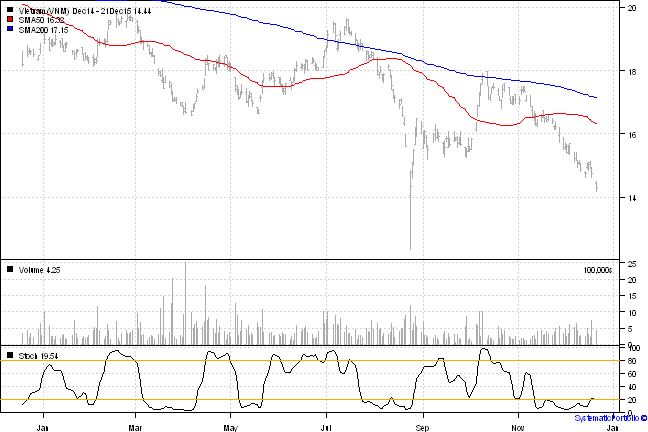 Vietnam (VNM) Dec14 - 21Dec15 14.44
SMA50 16.32
SMA200 17.15
20
18
16
14
Volume 4.25
100,000s
25
20
15
10
5
Stoch 19.54
100
80
60
40
20
0
Jan
Mar
May
Jul
Sep
Nov
Jan
SystematicPortfolio ©